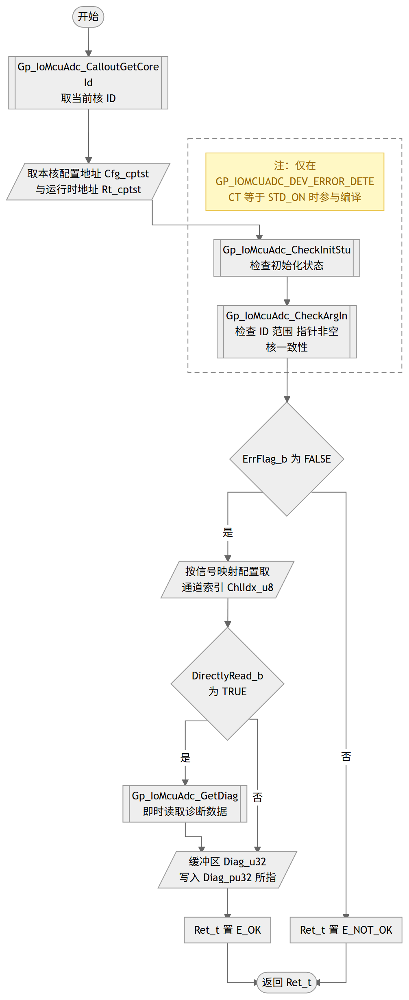 开始
Gp_IoMcuAdc_CalloutGetCore
Id
取当前核 ID
取本核配置地址 Cfg_cptst
与运行时地址 Rt_cptst
注：仅在
GP_IOMCUADC_DEV_ERROR_DETE
CT 等于 STD_ON 时参与编译
Gp_IoMcuAdc_CheckInitStu
检查初始化状态
Gp_IoMcuAdc_CheckArgIn
检查 ID 范围 指针非空
核一致性
ErrFlag_b 为 FALSE
是
按信号映射配置取
通道索引 ChlIdx_u8
DirectlyRead_b
为 TRUE
是
否
Gp_IoMcuAdc_GetDiag
即时读取诊断数据
否
缓冲区 Diag_u32
写入 Diag_pu32 所指
Ret_t 置 E_OK
Ret_t 置 E_NOT_OK
返回 Ret_t